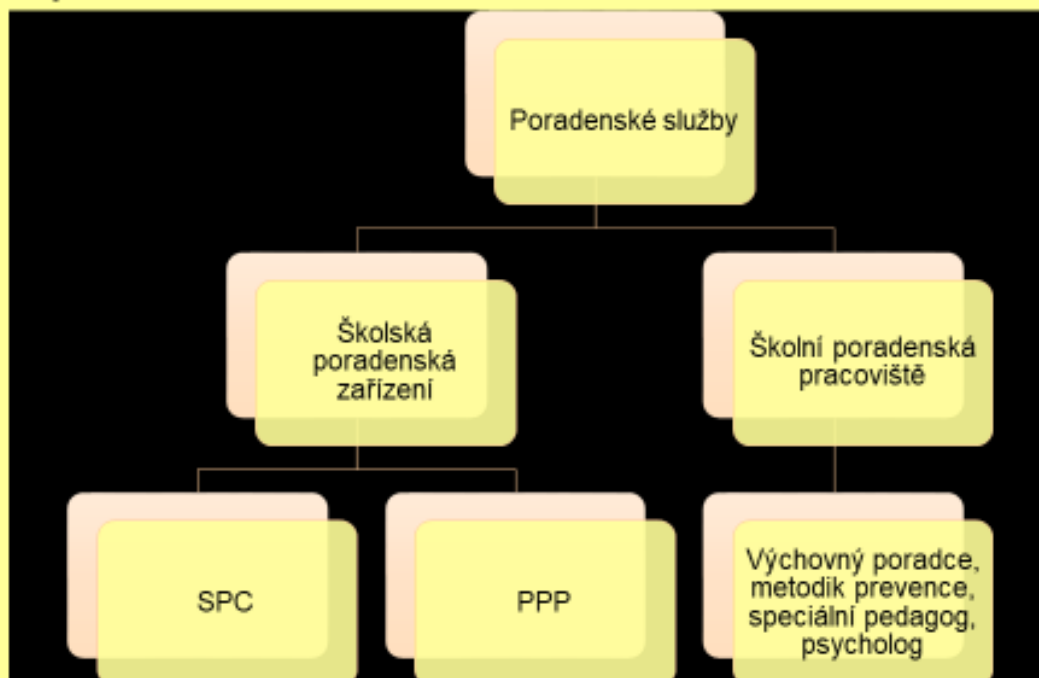 Poradenské služby
Školská
poradenská
zařízení
Školní poradenská
pracoviště
SPC
PPP
Výchovný poradce,
metodik prevence,
speciální pedagog,
psycholog